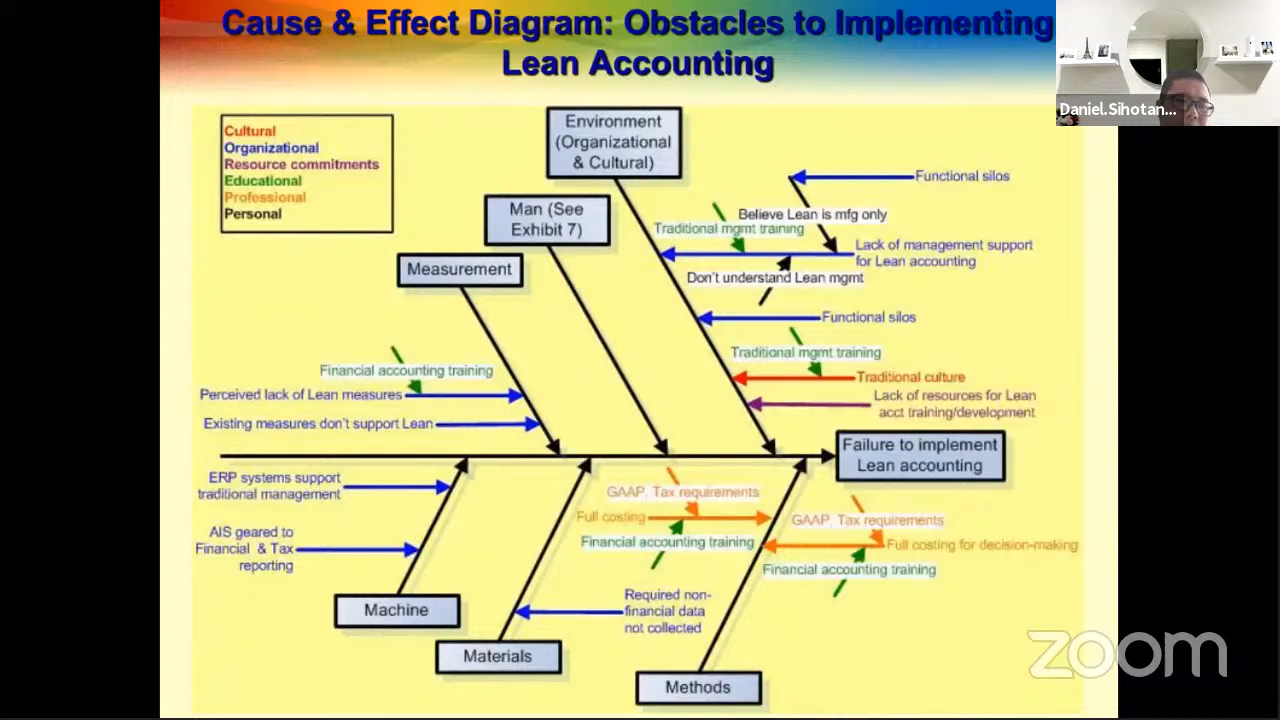 Cause & Effect Diagram: Obstacles to Implementing
Lean Accounting
Daniel.Sihotan...
Cultural
Organizational
Resource commitments
Educational
Professional
Personal
Environment
(Organizational
& Cultural)
Man (See
Exhibit 7)
Measurement
Functional silos
Believe Lean is mfg only
Traditional mgmt training
Lack of management support
for Lean accounting
Don't understand Lean mgmt
Functional silos
Traditional mgmt training
Traditional culture
Lack of resources for Lean
acct training/development
Financial accounting training
Perceived lack of Lean measures
Existing measures don't support Lean
Failure to implement
Lean accounting
ERP systems support
traditional management
AIS geared to
Financial & Tax
reporting
GAAP, Tax requirements
Full costing
Financial accounting training
GAAP, Tax requirements
Full costing for decision-making
Financial accounting training
Required non-
financial data
not collected
Machine
Materials
Methods
zoom